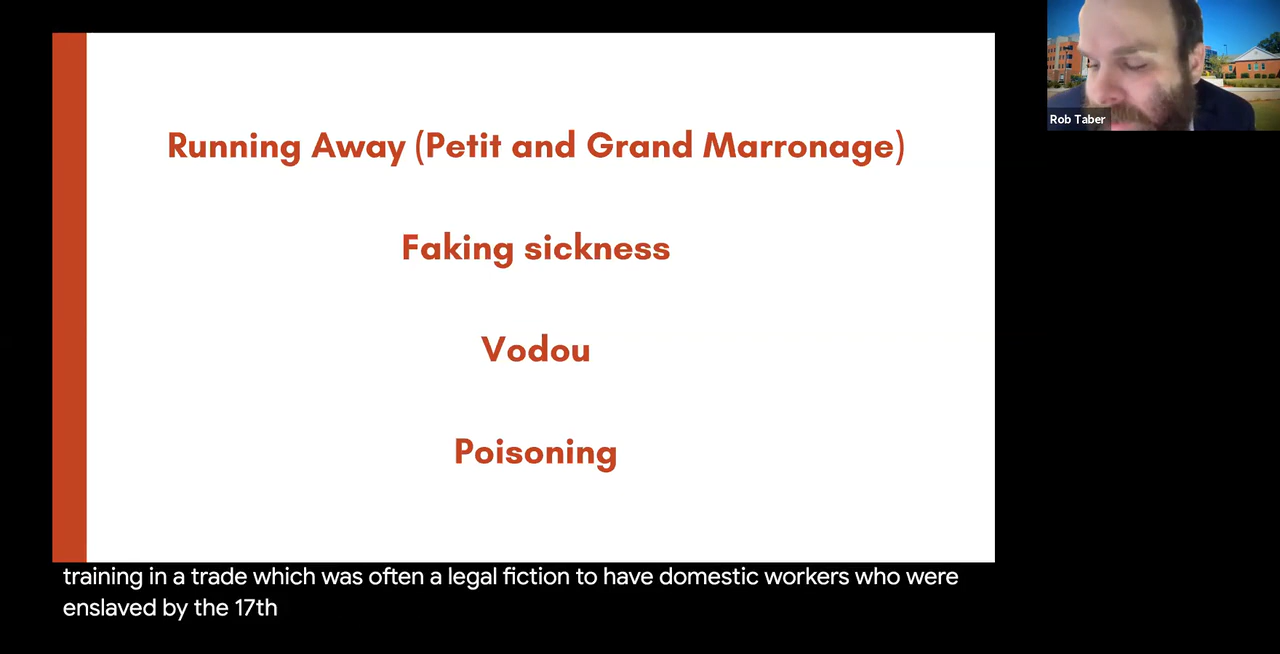 Running Away (Petit and Grand Marronage)
Rob Taber
Faking sickness
Vodou
Poisoning
training in a trade which was often a legal fiction to have domestic workers who were
enslaved by the 17th